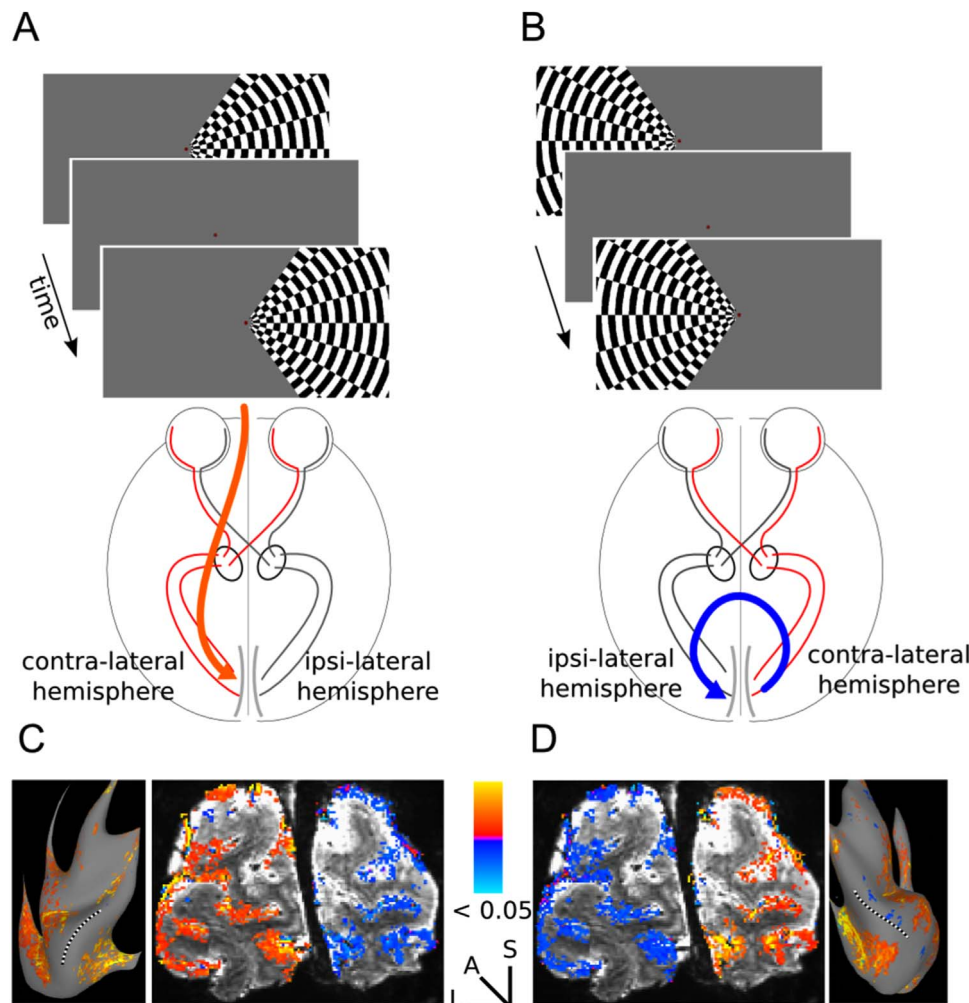 A
B
time
contra-lateral
hemisphere
ipsi-lateral
hemisphere
ipsi-lateral
hemisphere
contra-lateral
hemisphere
C
D
< 0.05
A
S